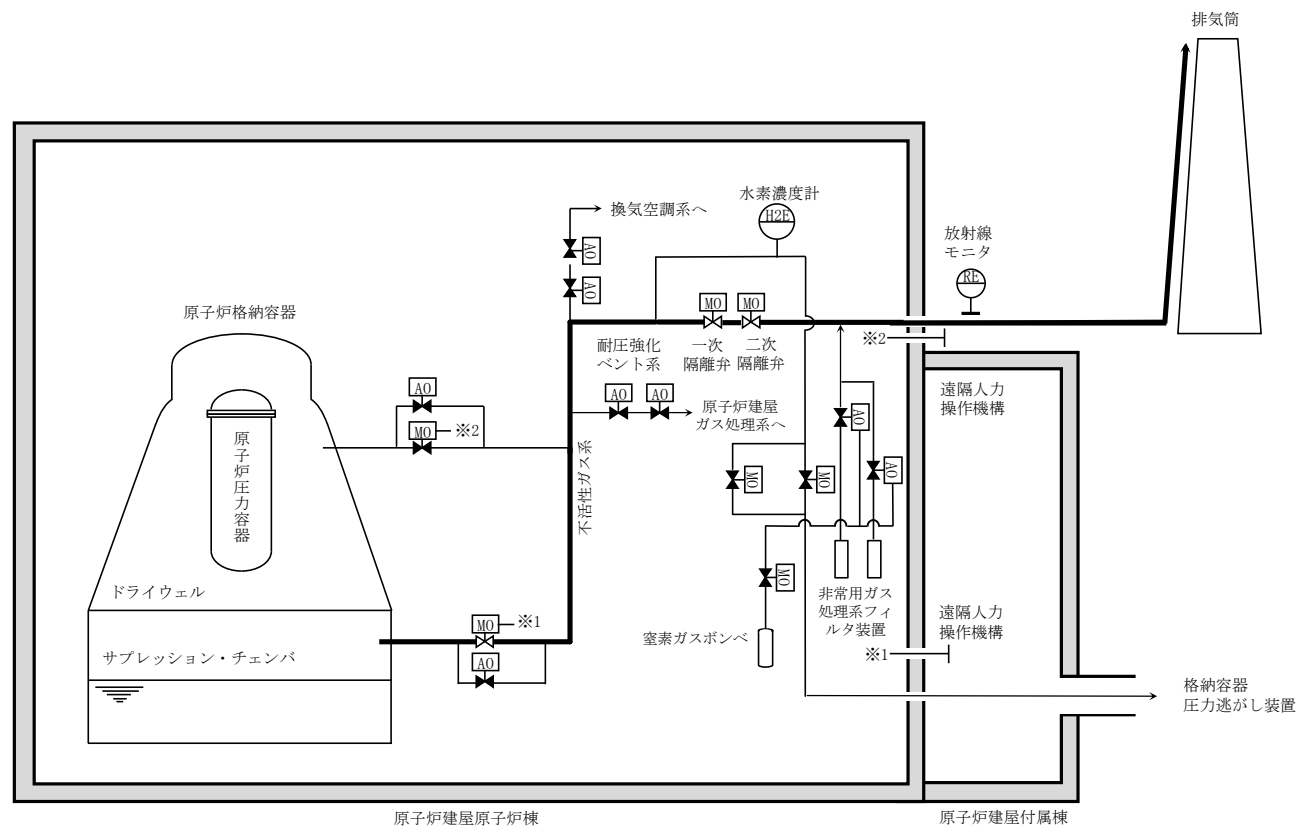 排気筒
水素濃度計
H2E
換気空調系へ
AO
AO
放射線
モニタ
RE
原子炉格納容器
MO
MO
耐圧強化
ベント系
一次
隔離弁
二次
隔離弁
※2
AO
MO
※2
AO
AO
原子炉建屋
ガス処理系へ
遠隔人力
操作機構
AO
原子炉圧力容器
不活性ガス系
MO
MO
AO
MO
ドライウェル
非常用ガス
処理系フィ
ルタ装置
窒素ガスボンベ
遠隔人力
操作機構
※1
MO
※1
AO
サプレッション・チェンバ
格納容器
圧力逃がし装置
原子炉建屋原子炉棟
原子炉建屋付属棟